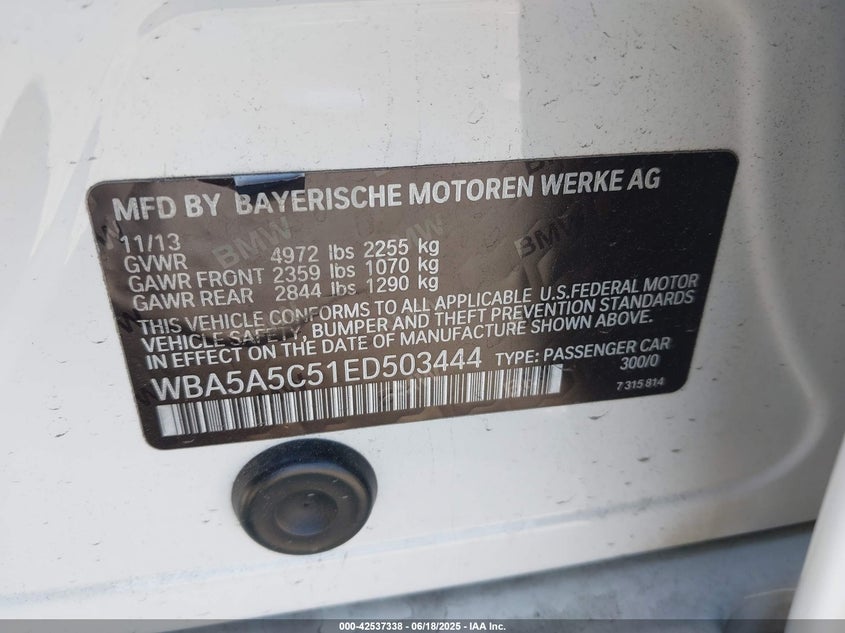 MFD BY BAYERISCHE MOTOREN WERKE AG
11/13
GVWR 4972 lbs 2255 kg
GAWR FRONT 2359 lbs 1070 kg
GAWR REAR 2844 lbs 1290 kg
THIS VEHICLE CONFORMS TO ALL APPLICABLE U.S.FEDERAL MOTOR
VEHICLE SAFETY, BUMPER AND THEFT PREVENTION STANDARDS
IN EFFECT ON THE DATE OF MANUFACTURE SHOWN ABOVE.
WBA5A5C51ED503444 TYPE: PASSENGER CAR
300/0
7 315 814
BMW
BMW
BMW
000-42537338 - 06/18/2025 - IAA Inc.